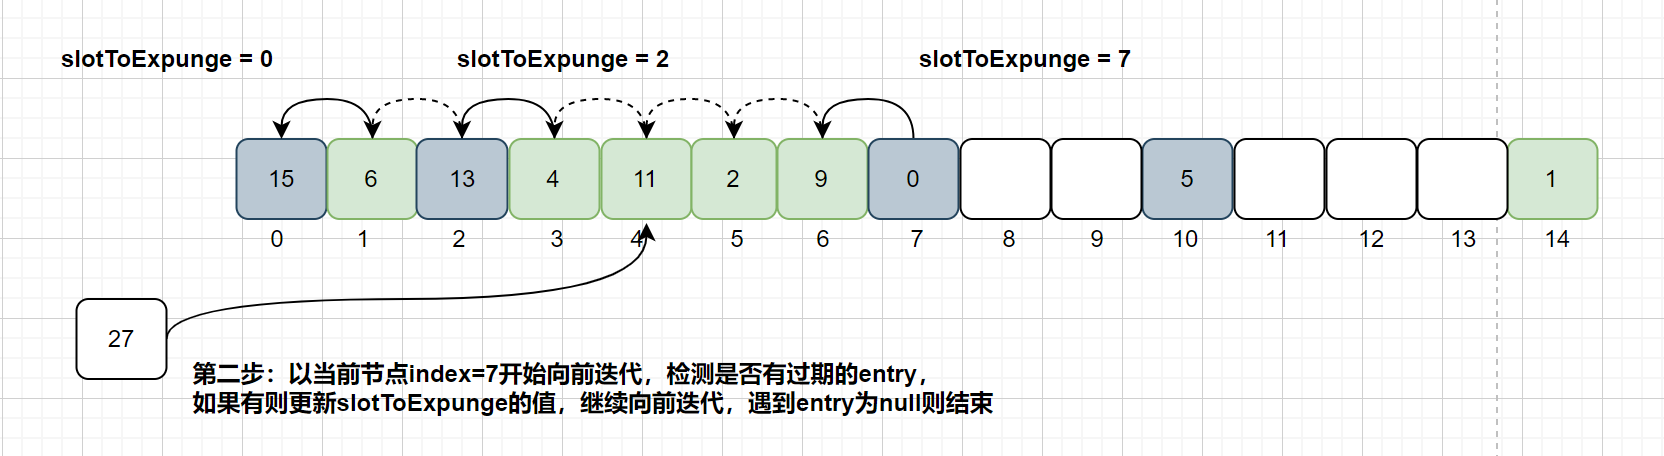 slotToExpunge = 0 slotToExpunge = 2 slotToExpunge = 7
15 6 13 4 11 2 9 0 5 1
0 1 2 3 4 5 6 7 8 9 10 11 12 13 14
27
第二步：以当前节点index=7开始向前迭代，检测是否有过期的entry，
如果有则更新slotToExpunge的值，继续向前迭代，遇到entry为null则结束